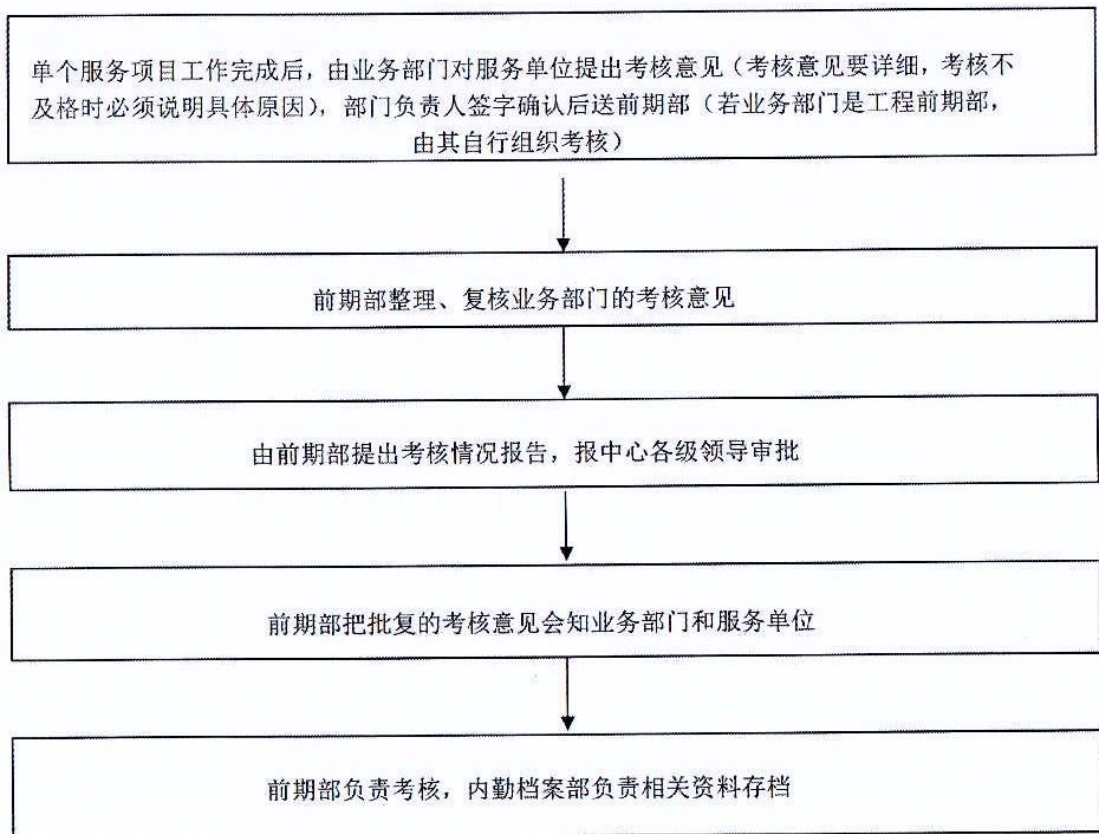 单个服务项目工作完成后，由业务部门对服务单位提出考核意见（考核意见要详细，考核不
及格时必须说明具体原因），部门负责人签字确认后送前期部（若业务部门是工程前期部，
由其自行组织考核）
前期部整理、复核业务部门的考核意见
由前期部提出考核情况报告，报中心各级领导审批
前期部把批复的考核意见会知业务部门和服务单位
前期部负责考核，内勤档案部负责相关资料存档